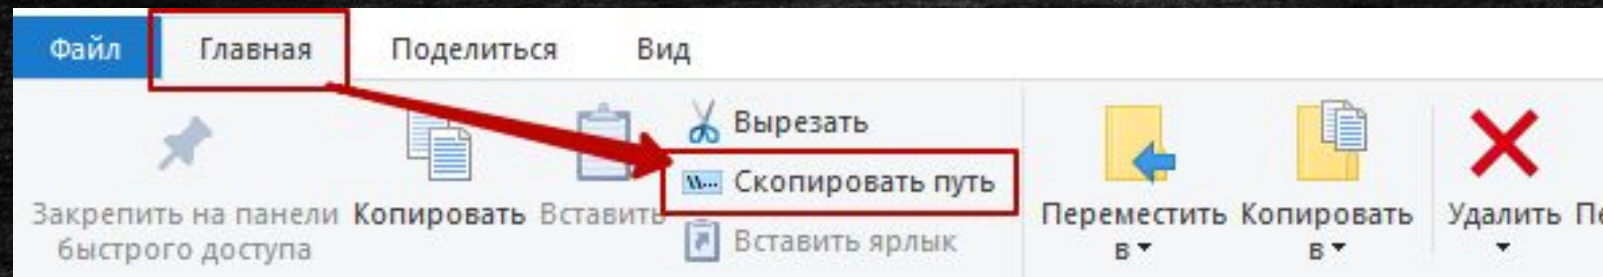 Файл Главная Поделиться Вид
Вырезать
Скопировать путь
Закрепить на панели Копировать Вставить Переместить Копировать Удалить
быстрого доступа Вставить ярлык в в